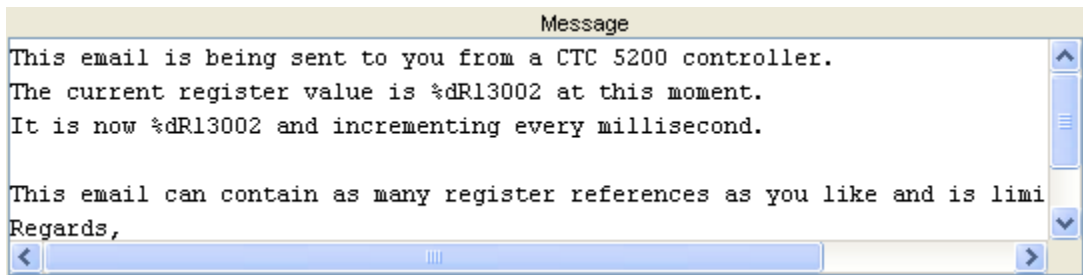 Message
This email is being sent to you from a CTC 5200 controller.
The current register value is %dR13002 at this moment.
It is now %dR13002 and incrementing every millisecond.
This email can contain as many register references as you like and is limi
Regards,